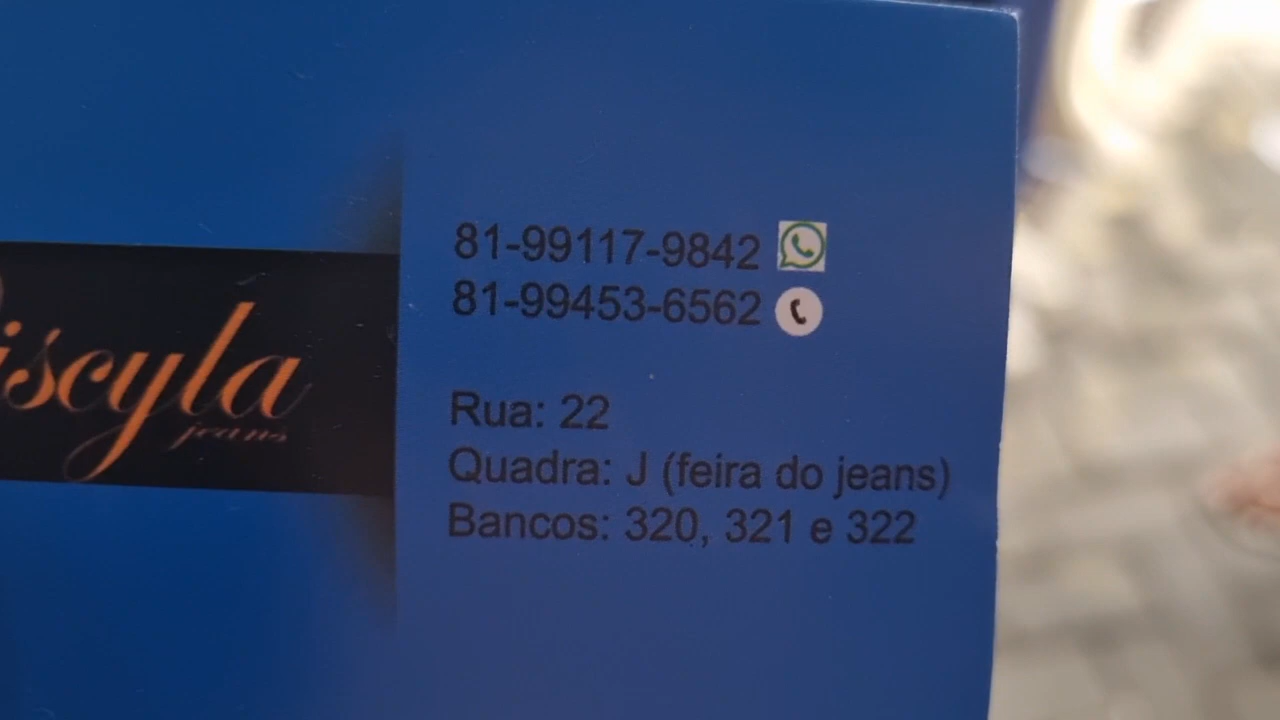 iscyla
jeans
81-99117-9842
81-99453-6562
Rua: 22
Quadra: J (feira do jeans)
Bancos: 320, 321 e 322